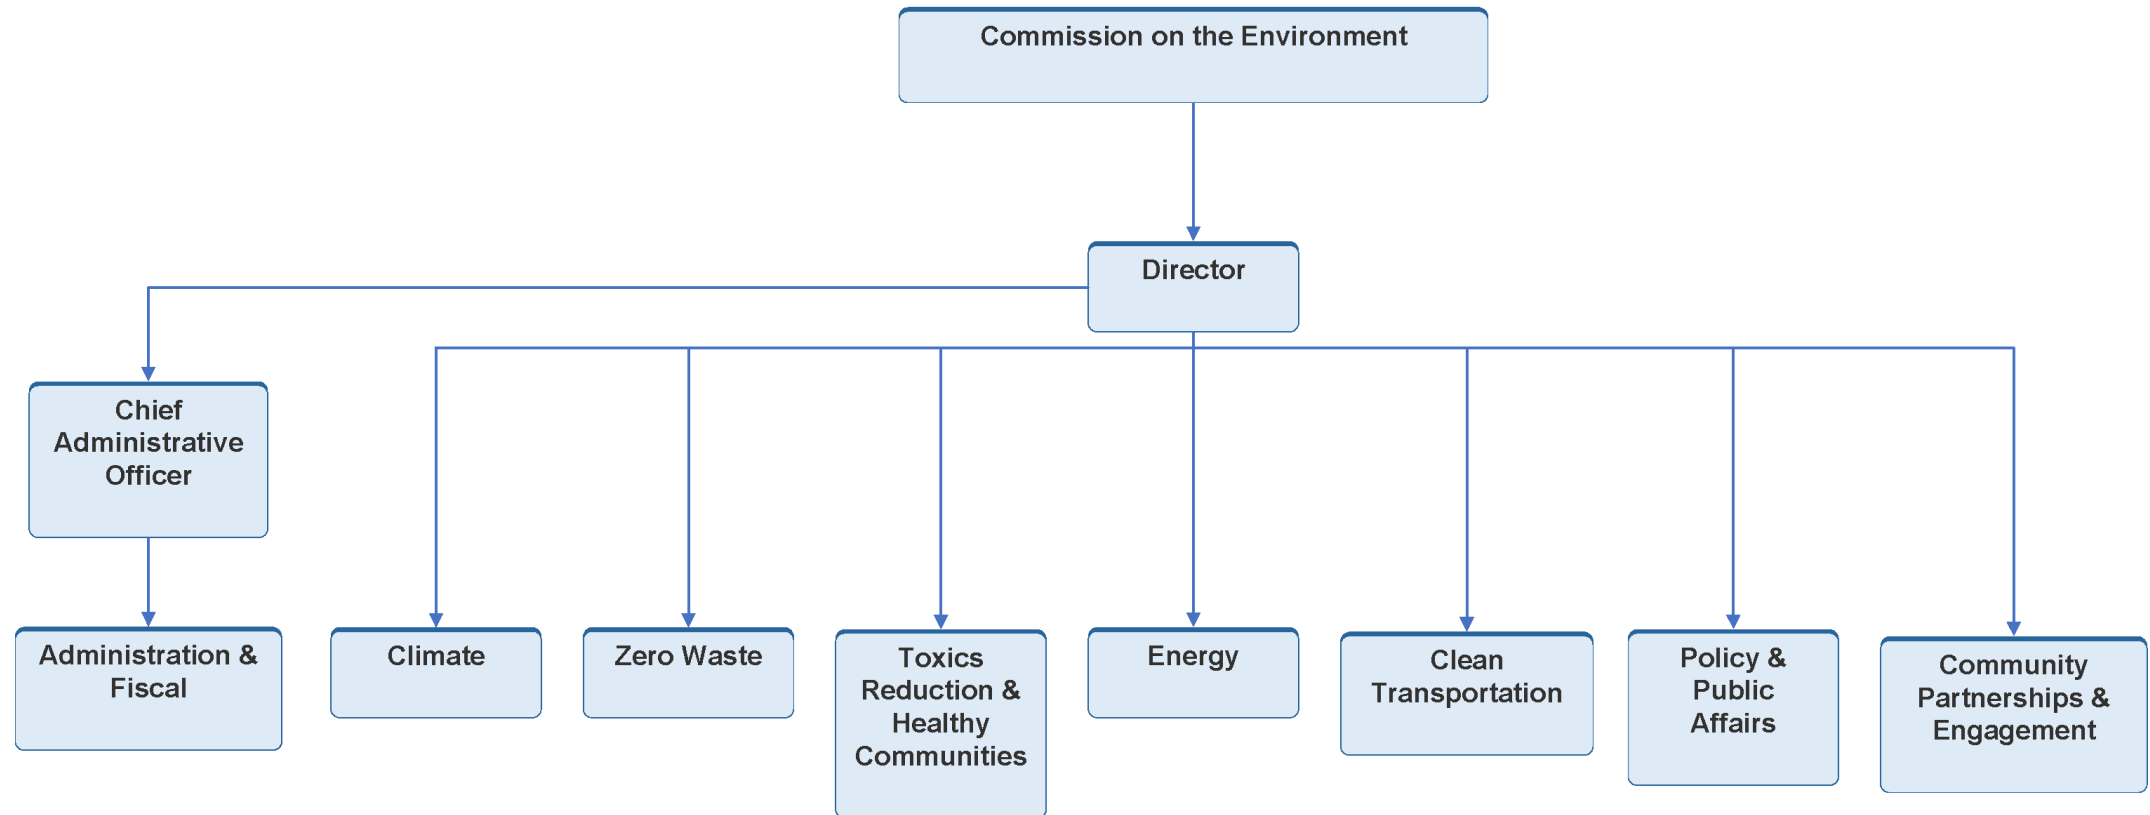 Commission on the Environment
Director
Chief
Administrative
Officer
Administration &
Fiscal
Climate
Zero Waste
Toxics
Reduction &
Healthy
Communities
Energy
Clean
Transportation
Policy &
Public
Affairs
Community
Partnerships &
Engagement